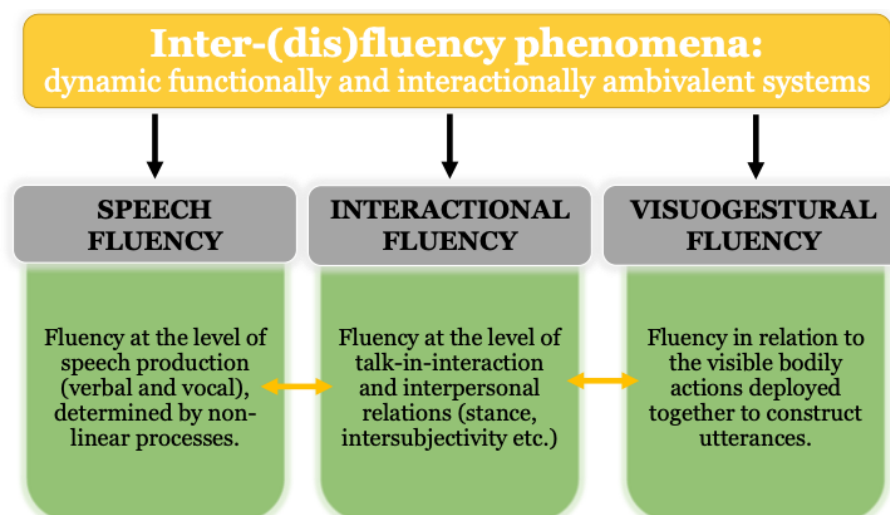 Inter-(dis)fluency phenomena:
dynamic functionally and interactionally ambivalent systems
SPEECH
FLUENCY
Fluency at the level of
speech production
(verbal and vocal),
determined by non-
linear processes.
INTERACTIONAL
FLUENCY
Fluency at the level of
talk-in-interaction
and interpersonal
relations (stance,
intersubjectivity etc.)
VISUOGESTURAL
FLUENCY
Fluency in relation to
the visible bodily
actions deployed
together to construct
utterances.